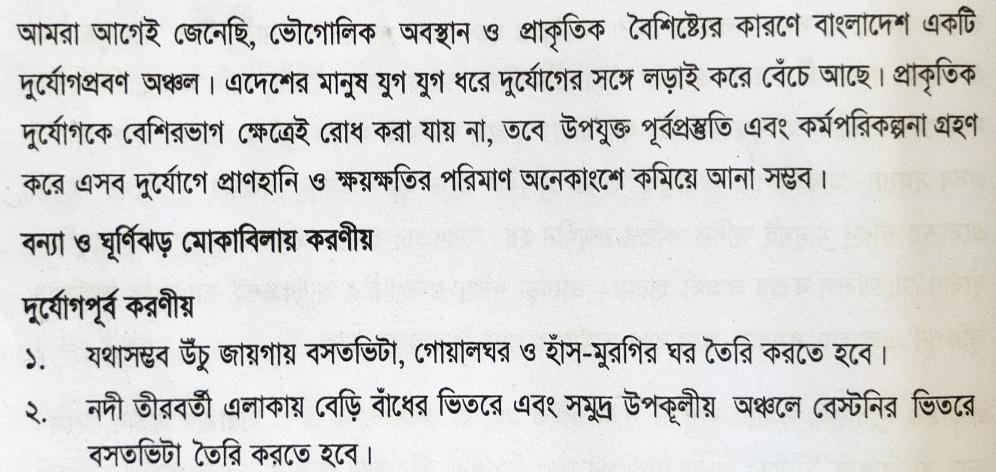 আমরা আগেই জেনেছি, ভৌগোলিক অবস্থান ও প্রাকৃতিক বৈশিষ্ট্যের কারণে বাংলাদেশ একটি
দুর্যোগপ্রবণ অঞ্চল। এদেশের মানুষ যুগ যুগ ধরে দুর্যোগের সঙ্গে লড়াই করে বেঁচে আছে। প্রাকৃতিক
দুর্যোগকে বেশিরভাগ ক্ষেত্রেই রোধ করা যায় না, তবে উপযুক্ত পূর্বপ্রস্তুতি এবং কর্মপরিকল্পনা গ্রহণ
করে এসব দুর্যোগে প্রাণহানি ও ক্ষয়ক্ষতির পরিমাণ অনেকাংশে কমিয়ে আনা সম্ভব
বন্যা ও ঘূর্ণিঝড় মোকাবিলায় করণীয়
দুর্যোগপূর্ব করণীয়
১. যথাসম্ভব উঁচু জায়গায় বসতভিটা, গোয়ালঘর ও হাঁস-মুরগির ঘর তৈরি করতে হবে।
২. নদী তীরবর্তী এলাকায় বেড়ি বাঁধের ভিতরে এবং সমুদ্র উপকূলীয় অঞ্চলে বেস্টনির ভিতরে
বসতভিটা তৈরি করতে হবে।